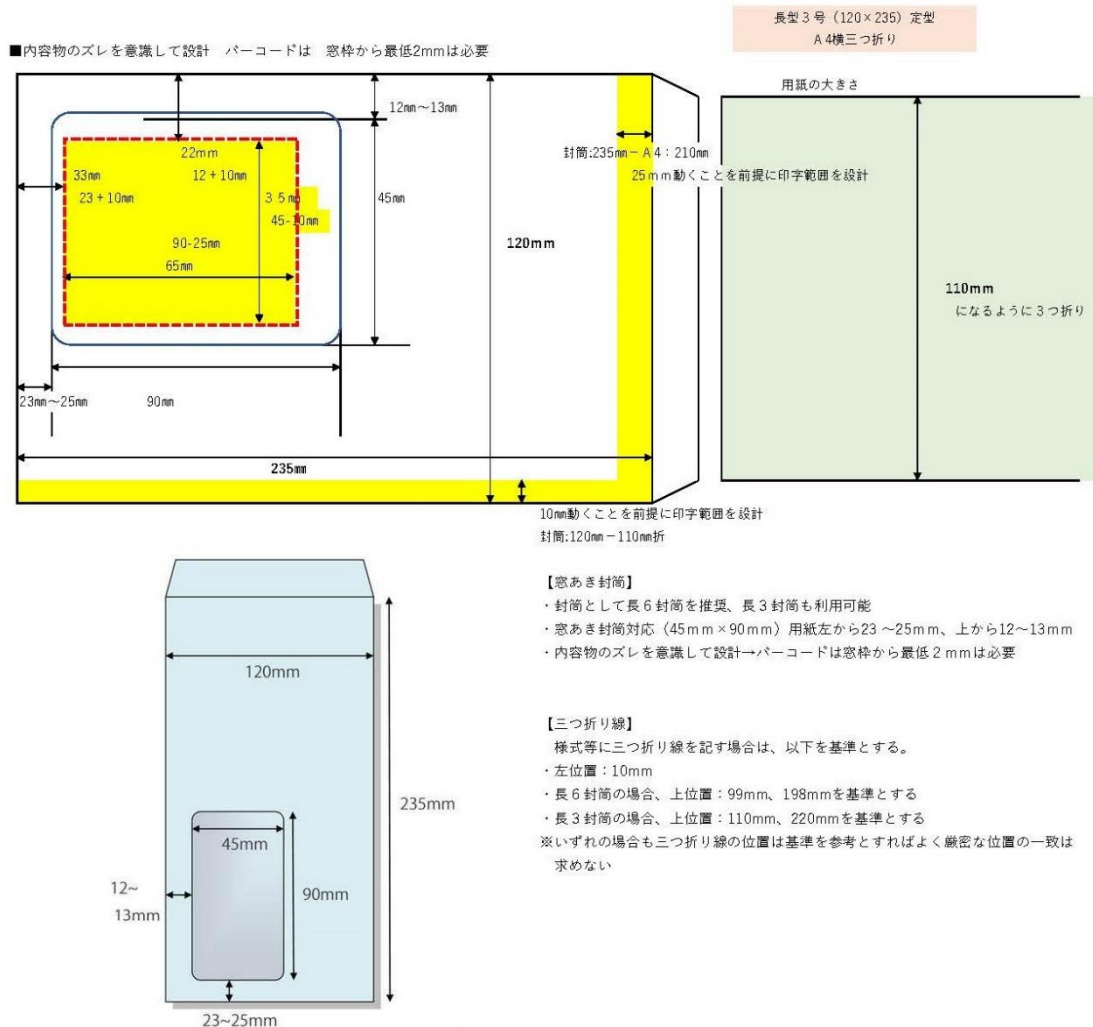 長型３号（120×235）定型
Ａ4横三つ折り
■内容物のズレを意識して設計　バーコードは　窓枠から最低2mmは必要
用紙の大きさ
12㎜～13㎜
封筒:235㎜－Ａ4：210㎜
25ｍｍ動くことを前提に印字範囲を設計
22mm
12＋10㎜
33㎜
23＋10㎜
３５㎜
45-10㎜
45㎜
90-25㎜
65㎜
120mm
110mm
になるように３つ折り
23㎜～25㎜
90㎜
235㎜
10㎜動くことを前提に印字範囲を設計
封筒:120㎜－110㎜折
【窓あき封筒】
・封筒として長６封筒を推奨、長３封筒も利用可能
・窓あき封筒対応（45ｍｍ×90ｍｍ）用紙左から23～25ｍｍ、上から12～13ｍｍ
・内容物のズレを意識して設計→バーコードは窓枠から最低２ｍｍは必要
【三つ折り線】
様式等に三つ折り線を記す場合は、以下を基準とする。
・左位置：10ｍｍ
・長６封筒の場合、上位置：99ｍｍ、198ｍｍを基準とする
・長３封筒の場合、上位置：110ｍｍ、220ｍｍを基準とする
※いずれの場合も三つ折り線の位置は基準を参考とすればよく厳密な位置の一致は
求めない
120mm
235mm
45mm
90mm
12~
13mm
23~25mm